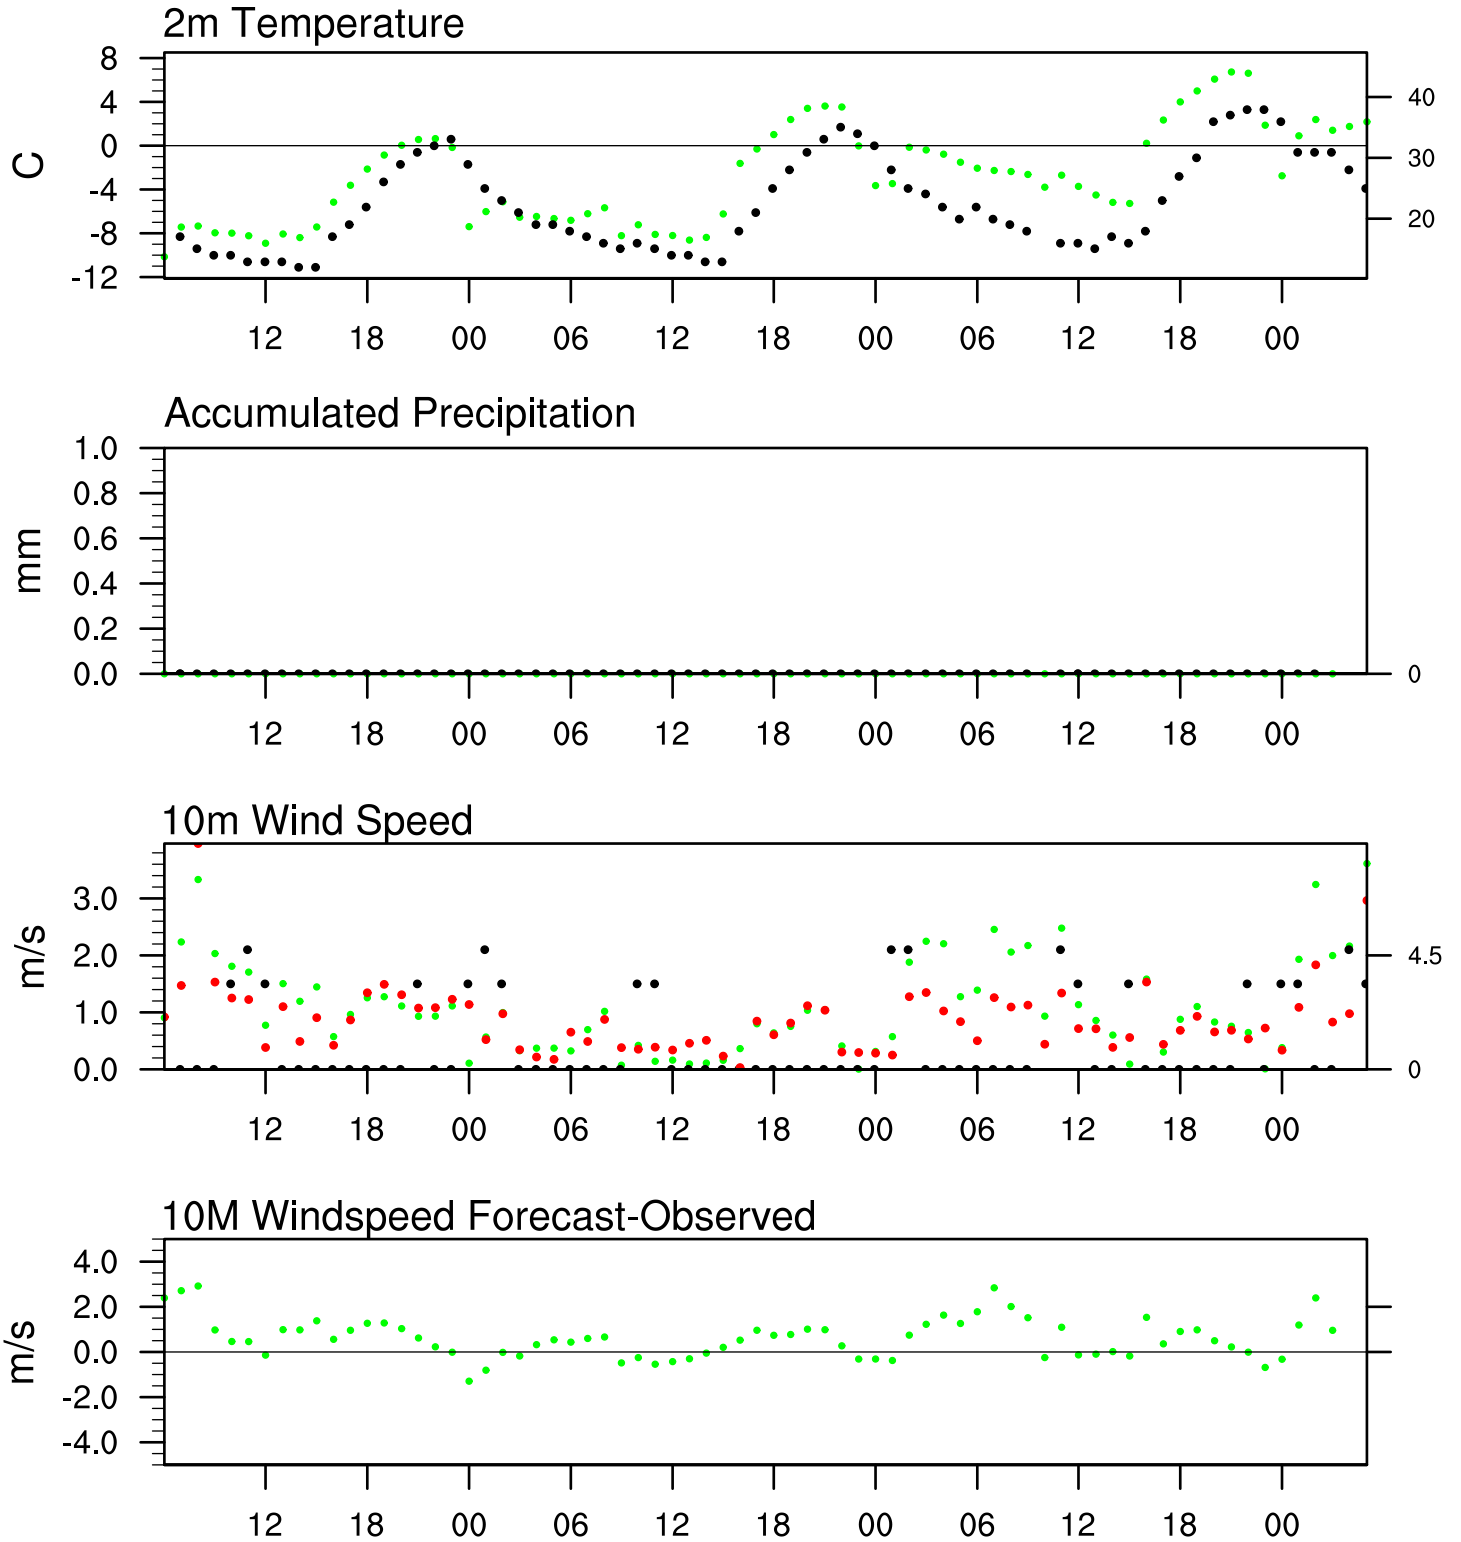 2m Temperature
8
4
0
-4
-8
-12
C
40
30
20
12 18 00 06 12 18 00 06 12 18 00
Accumulated Precipitation
1.0
0.8
0.6
0.4
0.2
0.0
mm
0
12 18 00 06 12 18 00 06 12 18 00
10m Wind Speed
3.0
2.0
1.0
0.0
m/s
4.5
0
12 18 00 06 12 18 00 06 12 18 00
10M Windspeed Forecast-Observed
4.0
2.0
0.0
-2.0
-4.0
m/s
12 18 00 06 12 18 00 06 12 18 00